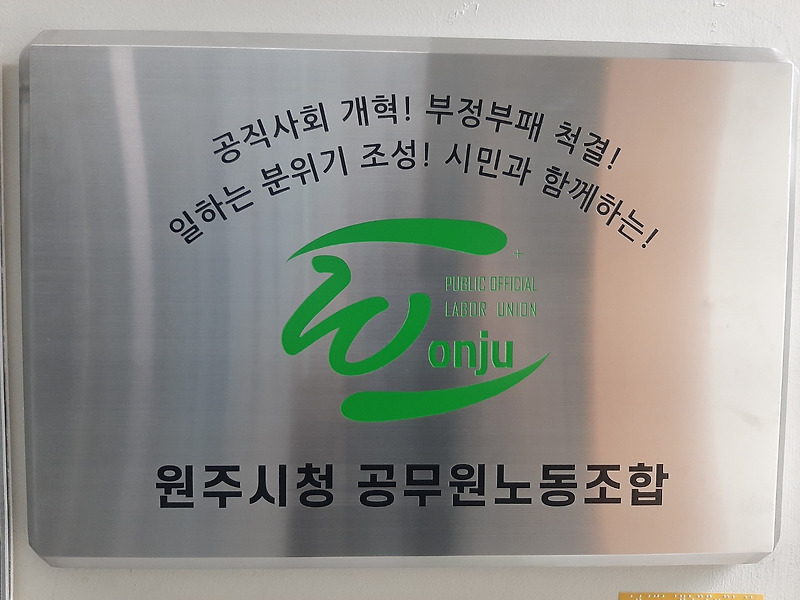 공직사회 개혁! 부정부패 척결!
일하는 분위기 조성! 시민과 함께하는!
PUBLIC OFFICIAL
LABOR UNION
Wonju
원주시청 공무원노동조합